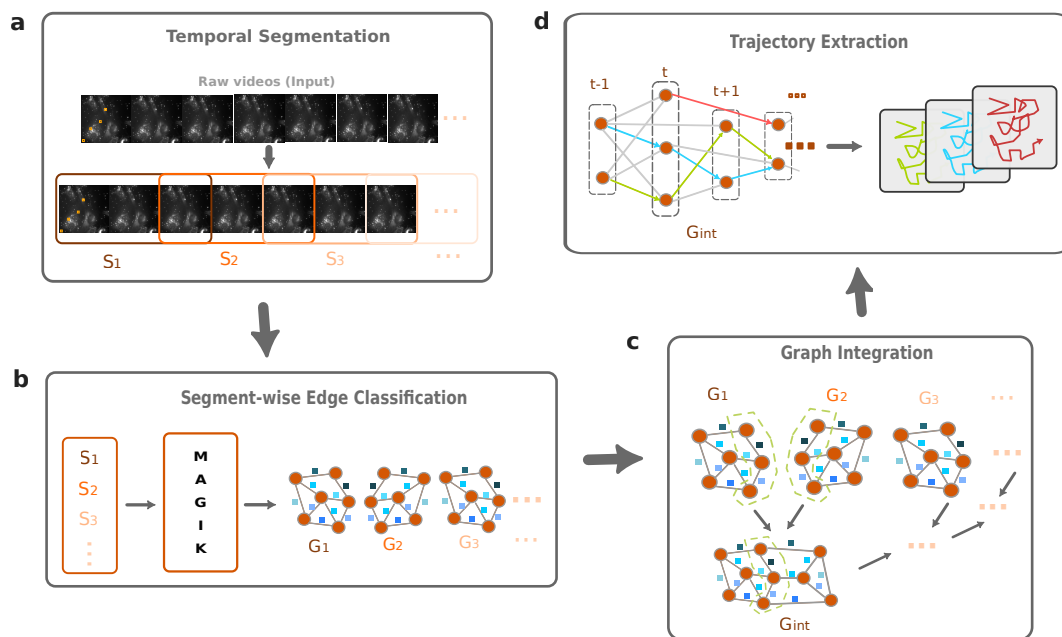 a
Temporal Segmentation
Raw videos (Input)
S1
S2
S3
b
Segment-wise Edge Classification
S1
S2
S3
M
A
G
I
K
G1
G2
G3
c
Graph Integration
G1
G2
G3
Gint
d
Trajectory Extraction
t-1
t
t+1
Gint